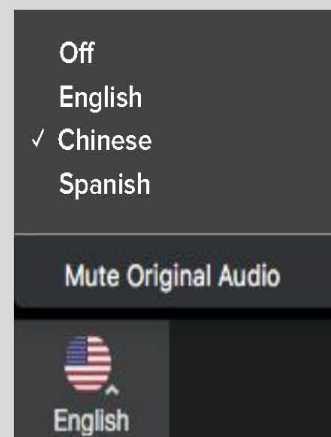 Off
English
✓ Chinese
Spanish
Mute Original Audio
English